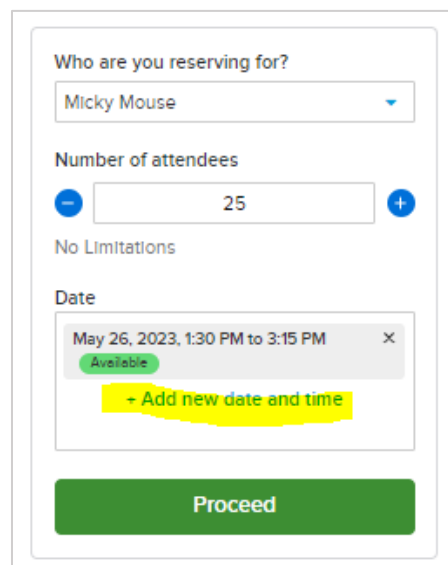 Who are you reserving for?
Micky Mouse
Number of attendees
25
No Limitations
Date
May 26, 2023, 1:30 PM to 3:15 PM
Available
+ Add new date and time
Proceed